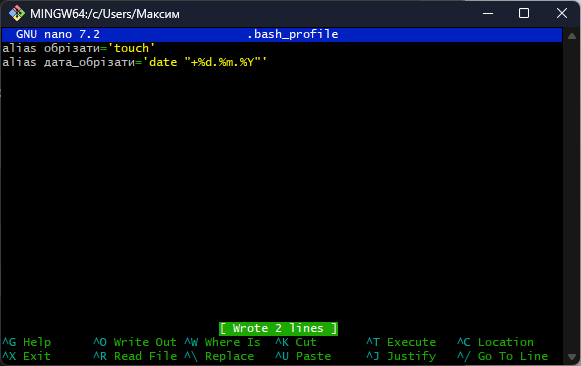 MINGW64:/c/Users/Максим
GNU nano 7.2 .bash_profile
alias обрізати='touch'
alias дата_обрізати='date "+%d.%m.%Y"'
[ Wrote 2 lines ]
^G Help ^O Write Out ^W Where Is ^K Cut ^T Execute ^C Location
^X Exit ^R Read File ^\ Replace ^U Paste ^J Justify ^/ Go To Line